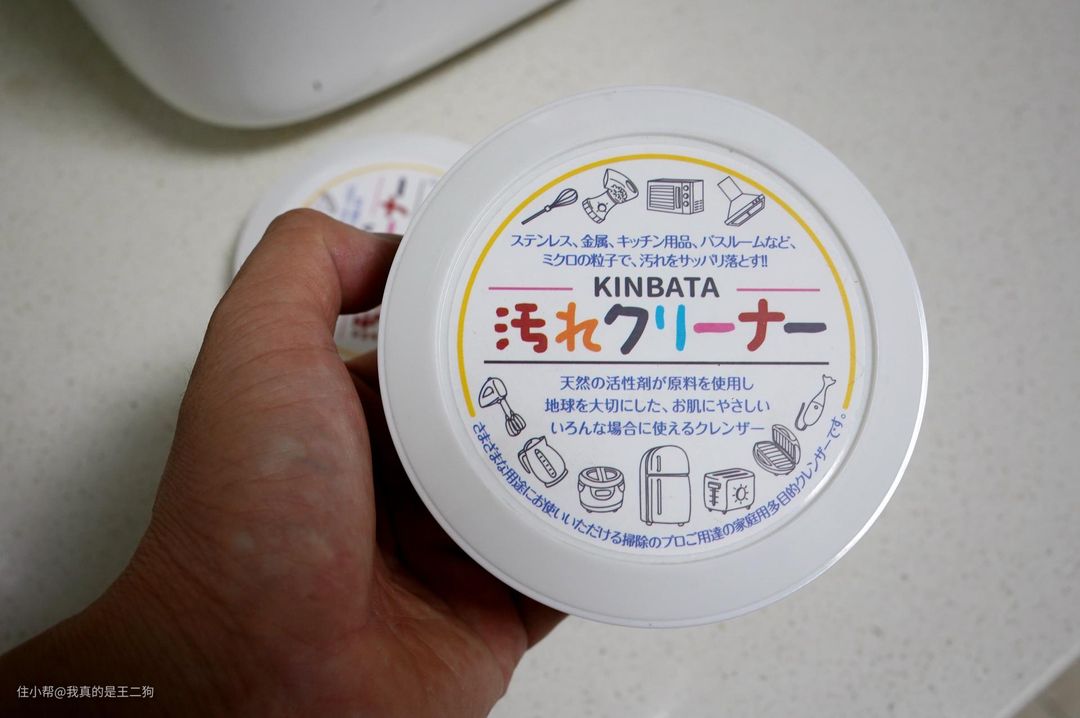 ステンレス、金属、キッチン用品、バスルームなど、
ミクロの粒子で、汚れをサッパリ落とす!!
KINBATA
汚れクリーナー
天然の活性剤が原料を使用し
地球を大切にした、お肌にやさしい
いろんな場合に使えるクレンザー
さまざまな用途にお使いいただける掃除のプロご用達の家庭用多目的クレンザーです。
ーナー
住小帮@我真的是王二狗